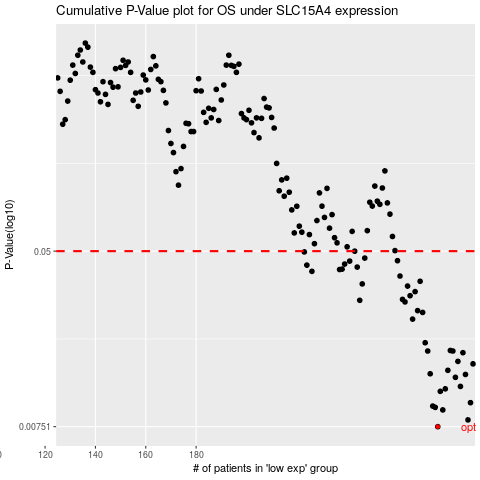 Cumulative P-Value plot for OS under SLC15A4 expression
P-Value(log10)
0.05
0.00751
opt
0
120
140
160
180
# of patients in 'low exp' group